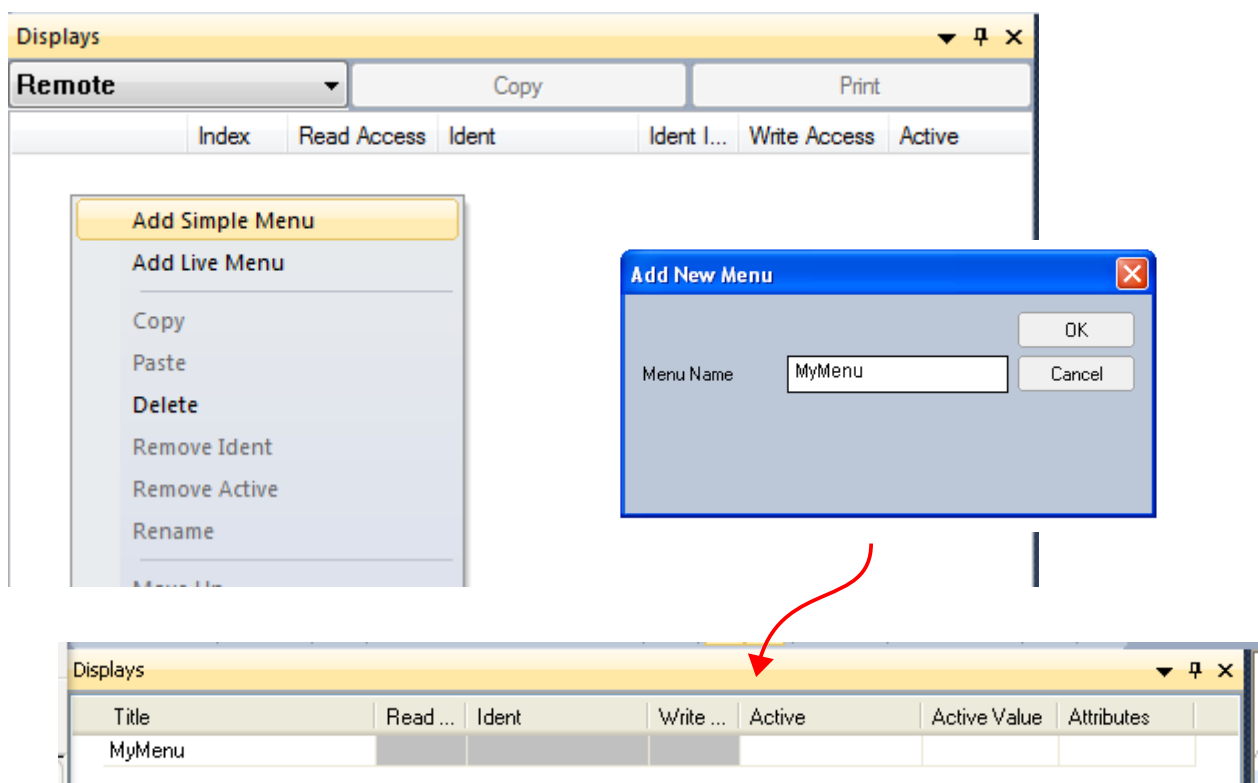 Displays
Remote Copy Print
Index Read Access Ident Ident I... Write Access Active
Add Simple Menu
Add Live Menu
Copy
Paste
Delete
Remove Ident
Remove Active
Rename
Add New Menu
OK
Menu Name MyMenu Cancel
Displays
Title Read ... Ident Write ... Active Active Value Attributes
MyMenu